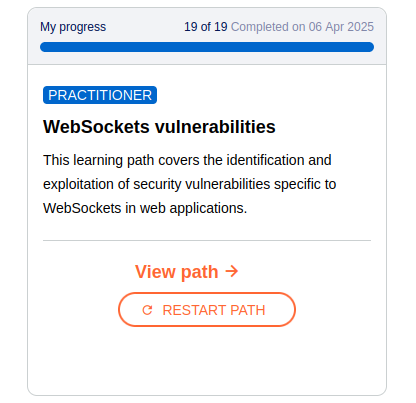 My progress 19 of 19 Completed on 06 Apr 2025
PRACTITIONER
WebSockets vulnerabilities
This learning path covers the identification and
exploitation of security vulnerabilities specific to
WebSockets in web applications.
View path →
RESTART PATH